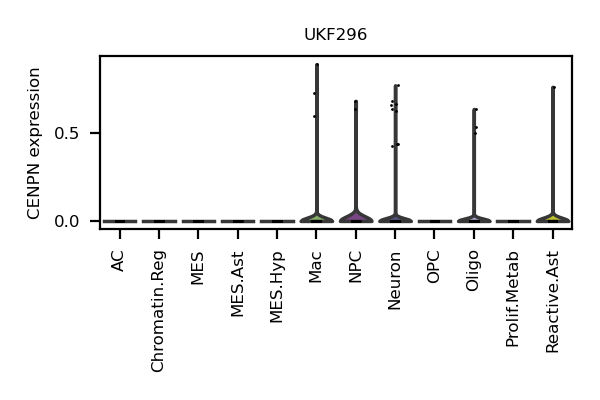 UKF296
CENPN expression
0.5
0.0
AC
Chromatin.Reg
MES
MES.Ast
MES.Hyp
Mac
NPC
Neuron
OPC
Oligo
Prolif.Metab
Reactive.Ast